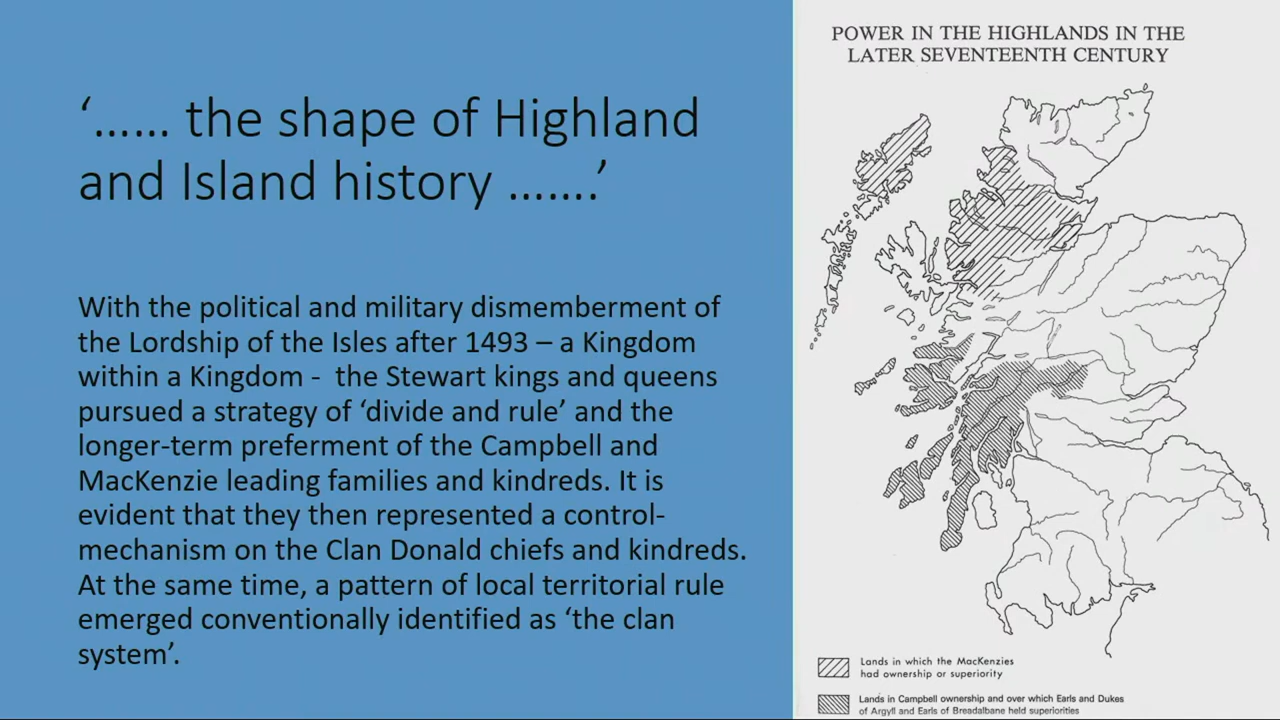 ‘…… the shape of Highland
and Island history …….’
With the political and military dismemberment of
the Lordship of the Isles after 1493 – a Kingdom
within a Kingdom -  the Stewart kings and queens
pursued a strategy of ‘divide and rule’ and the
longer-term preferment of the Campbell and
MacKenzie leading families and kindreds. It is
evident that they then represented a control-
mechanism on the Clan Donald chiefs and kindreds.
At the same time, a pattern of local territorial rule
emerged conventionally identified as ‘the clan
system’.
POWER IN THE HIGHLANDS IN THE
LATER SEVENTEENTH CENTURY
Lands in which the MacKenzies
had ownership or superiority
Lands in Campbell ownership and over which Earls and Dukes
of Argyll and Earls of Breadalbane held superiorities